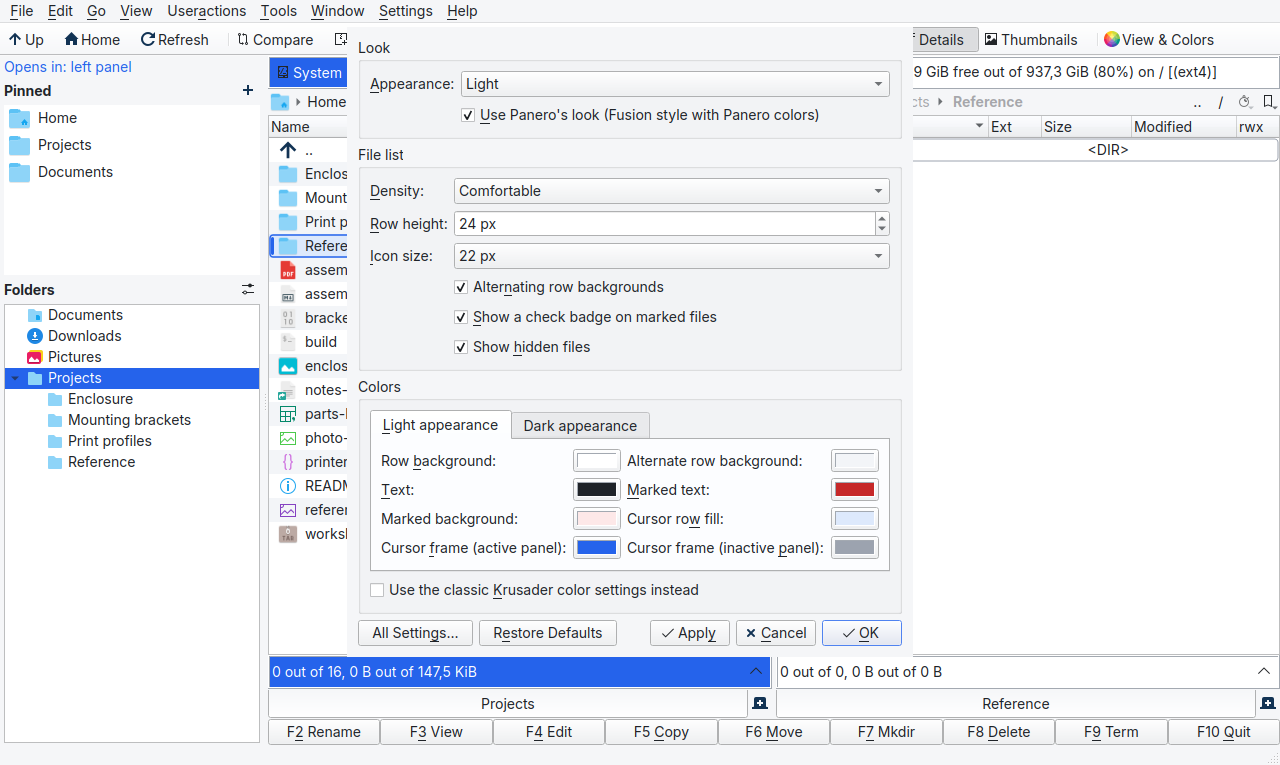 File Edit Go View Useractions Tools Window Settings Help
Up Home Refresh Compare Details Thumbnails View & Colors
Opens in: left panel
Pinned
Home
Projects
Documents
Folders
Documents
Downloads
Pictures
Projects
Enclosure
Mounting brackets
Print profiles
Reference
System
Home
Name
..
Enclos
Mount
Print p
Refere
assem
assem
bracke
build
enclos
notes-
parts-l
photo-
printer
READM
referer
worksl
Look
Appearance: Light
Use Panero's look (Fusion style with Panero colors)
File list
Density: Comfortable
Row height: 24 px
Icon size: 22 px
Alternating row backgrounds
Show a check badge on marked files
Show hidden files
Colors
Light appearance Dark appearance
Row background: Alternate row background:
Text: Marked text:
Marked background: Cursor row fill:
Cursor frame (active panel): Cursor frame (inactive panel):
Use the classic Krusader color settings instead
All Settings... Restore Defaults Apply Cancel OK
9 GiB free out of 937,3 GiB (80%) on / [(ext4)]
cts Reference .. /
Ext Size Modified rwx
<DIR>
0 out of 16, 0 B out of 147,5 KiB
0 out of 0, 0 B out of 0 B
Projects Reference
F2 Rename F3 View F4 Edit F5 Copy F6 Move F7 Mkdir F8 Delete F9 Term F10 Quit